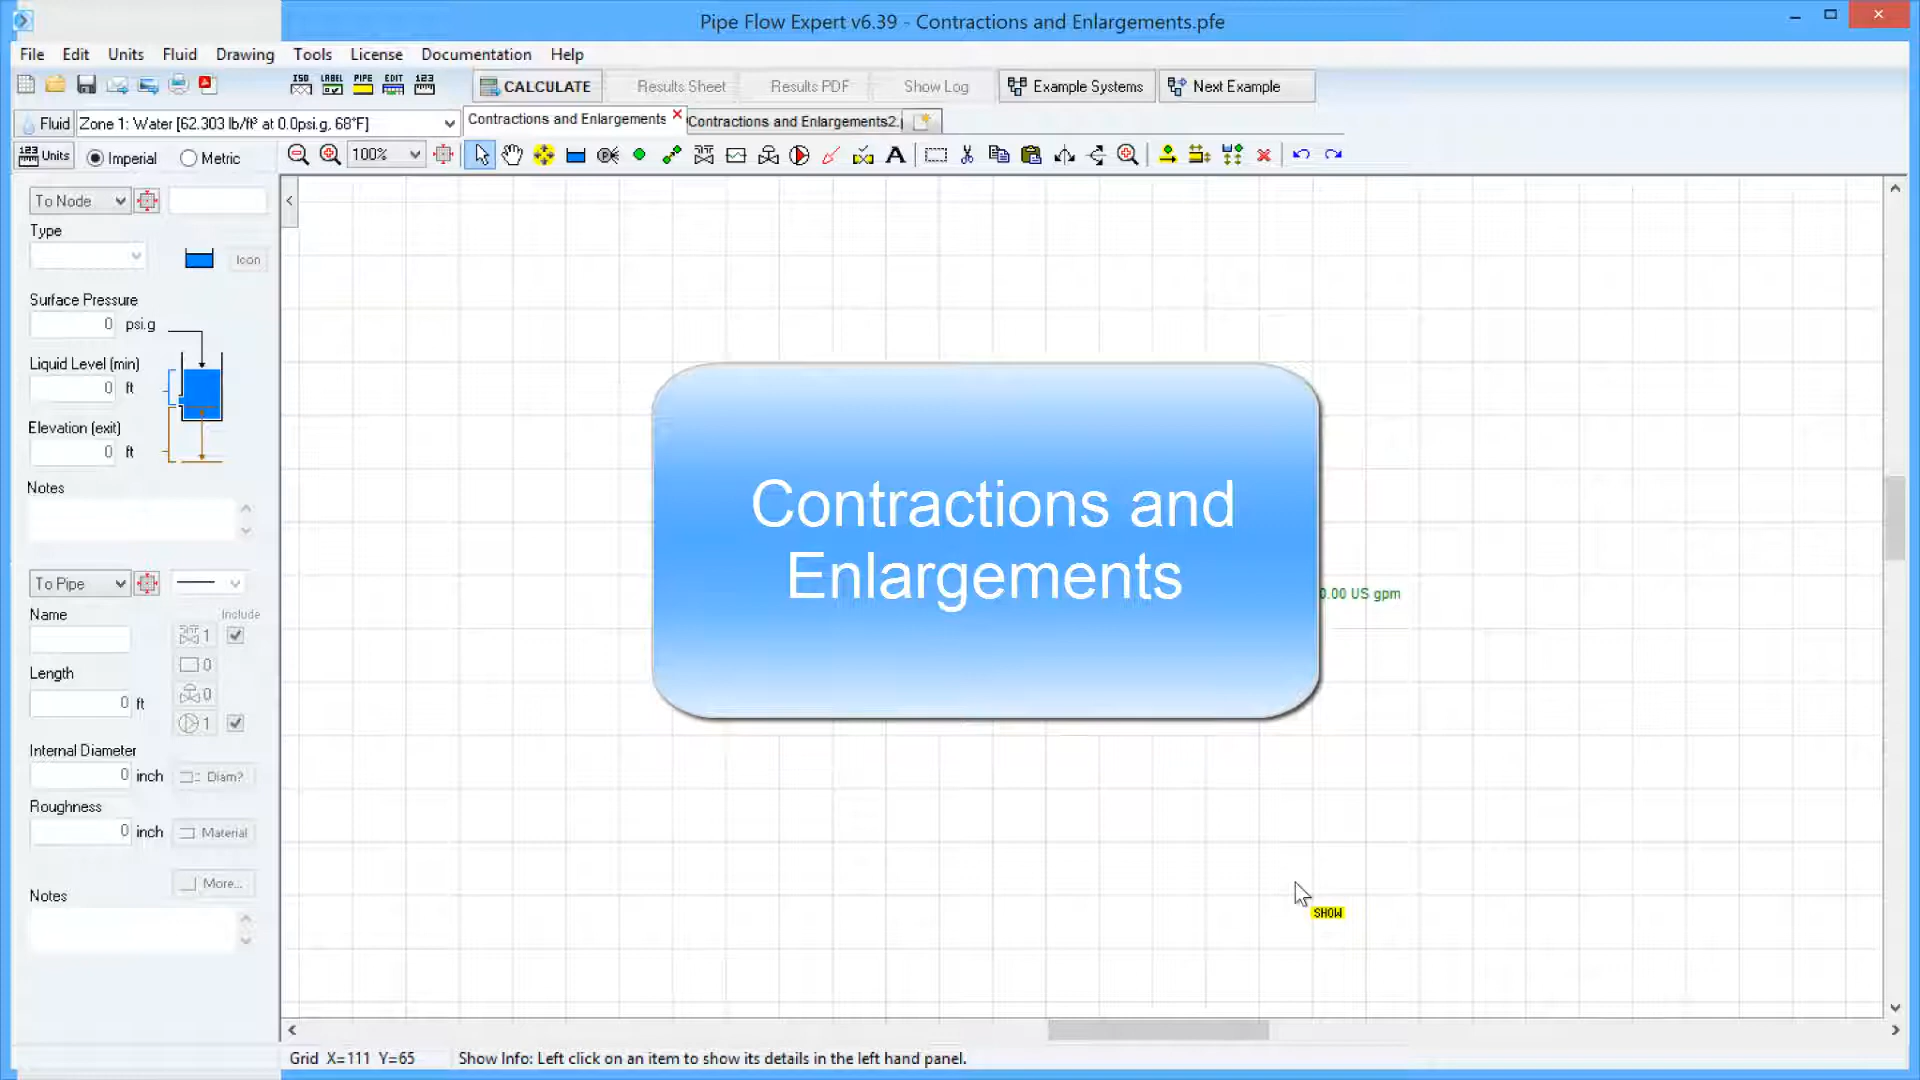 Pipe Flow Expert v6.39 - Contractions and Enlargements.pfe
File Edit Units Fluid Drawing Tools License Documentation Help
ISO LABEL PIPE EDIT 123 CALCULATE Results Sheet Results PDF Show Log Example Systems Next Example
Fluid Zone 1: Water [62.303 lb/ft³ at 0.0psi.g, 68°F] Contractions and Enlargements Contractions and Enlargements2.
123 Units Imperial Metric 100% A
To Node
Type
Icon
Surface Pressure
0 psi.g
Liquid Level (min)
0 ft
Elevation (exit)
0 ft
Notes
To Pipe
Name Include
1
0
Length
0 ft 0
1
Internal Diameter
0 inch Diam?
Roughness
0 inch Material
More...
Notes
Contractions and
Enlargements
0.00 US gpm
SHOW
Grid X=111 Y=65 Show Info: Left click on an item to show its details in the left hand panel.